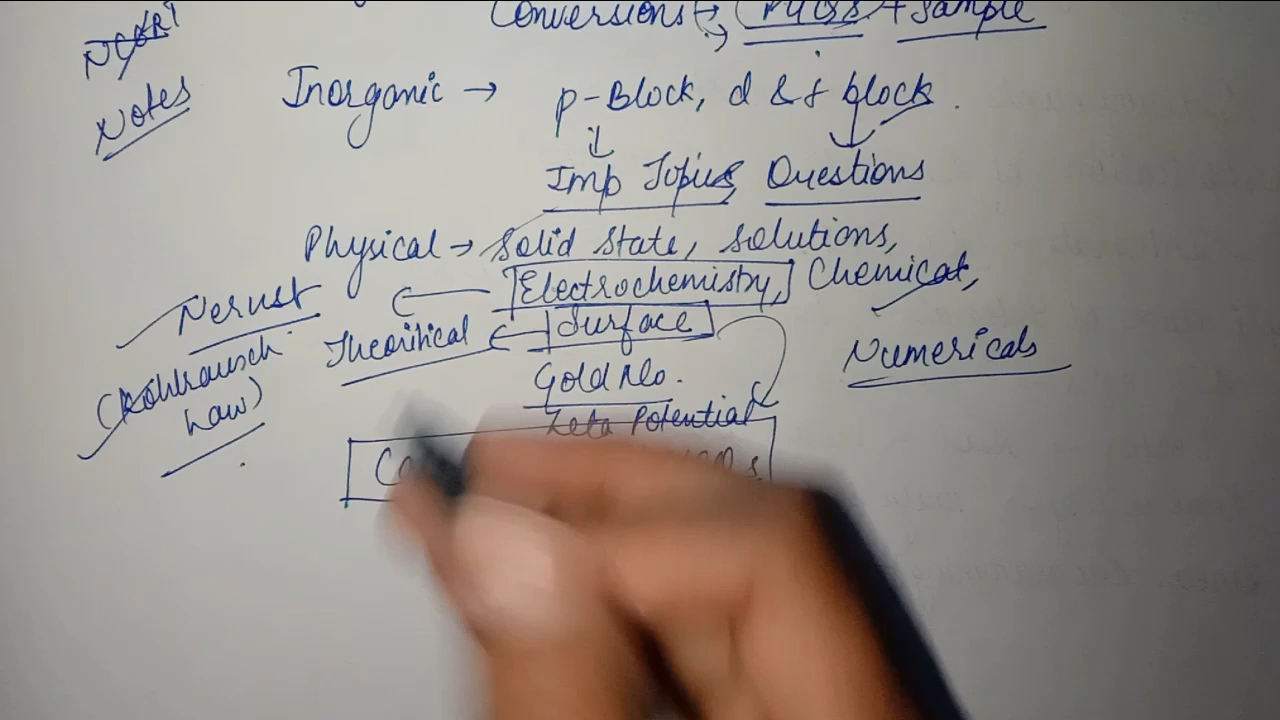 Conversions → PYQs + Sample
NCERT
Notes
Inorganic → p-Block, d & f block.
↓
Imp Topics, Questions
Physical → Solid State, Solutions,
Nernst ← Electrochemistry, Chemical,
Theoritical ← Surface
Numericals
(Kohlrausch
Law)
Gold No.
Zeta Potential